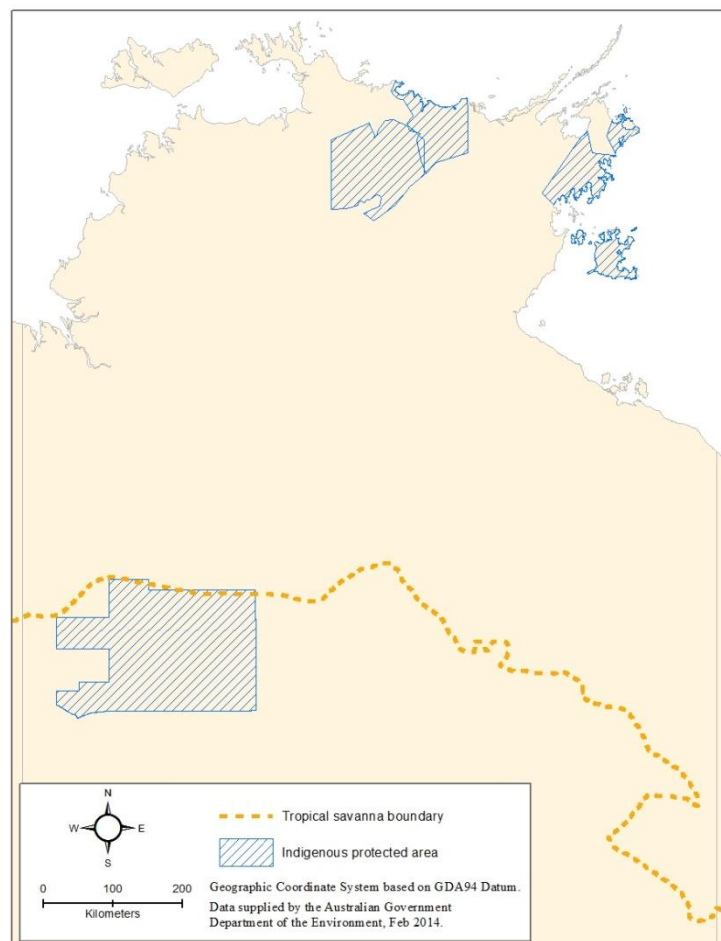 N
W E
S
0 100 200
Kilometers
Tropical savanna boundary
Indigenous protected area
Geographic Coordinate System based on GDA94 Datum.
Data supplied by the Australian Government
Department of the Environment, Feb 2014.